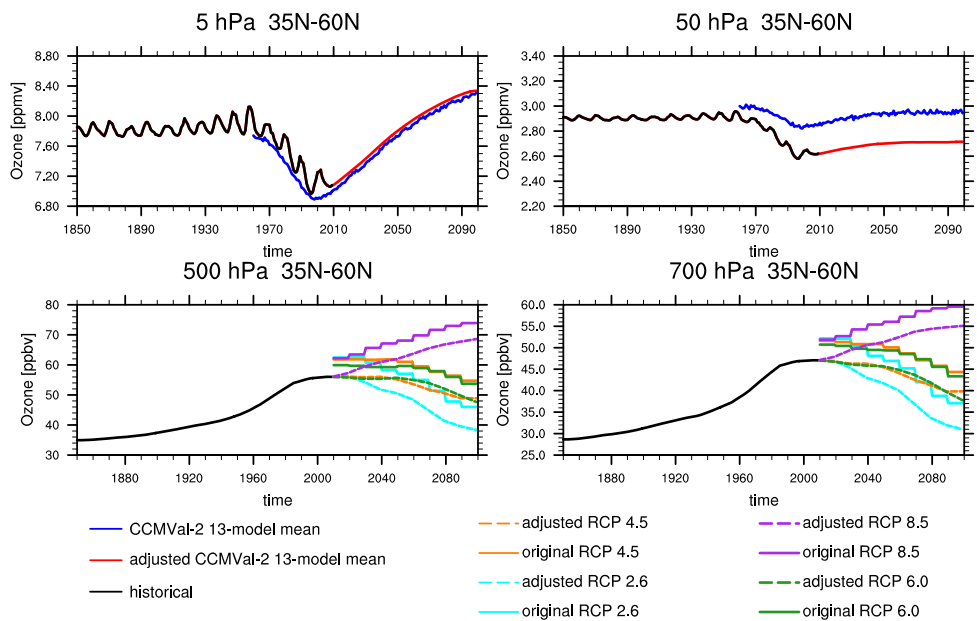 5 hPa 35N-60N
50 hPa 35N-60N
Ozone [ppmv]
8.80
8.40
8.00
7.60
7.20
6.80
1850 1890 1930 1970 2010 2050 2090
time
Ozone [ppmv]
3.40
3.20
3.00
2.80
2.60
2.40
2.20
1850 1890 1930 1970 2010 2050 2090
time
500 hPa 35N-60N
700 hPa 35N-60N
Ozone [ppbv]
80
70
60
50
40
30
1880 1920 1960 2000 2040 2080
time
Ozone [ppbv]
60.0
55.0
50.0
45.0
40.0
35.0
30.0
25.0
1880 1920 1960 2000 2040 2080
time
CCMVal-2 13-model mean
adjusted CCMVal-2 13-model mean
historical
adjusted RCP 4.5
original RCP 4.5
adjusted RCP 2.6
original RCP 2.6
adjusted RCP 8.5
original RCP 8.5
adjusted RCP 6.0
original RCP 6.0